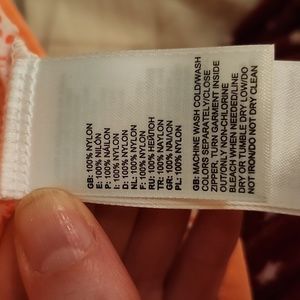 GB: 100% NYLON
E: 100% NILÓN
P: 100% NÁILON
I: 100% NYLON
D: 100% NYLON
NL: 100% NYLON
F: 100% NYLON
RU: 100% НЕЙЛОН
TR: 100% NAYLON
GR: 100% NYLON
PL: 100% NYLON
GB: MACHINE WASH COLD/WASH
COLORS SEPARATELY/CLOSE
ZIPPER, TURN GARMENT INSIDE
OUT/ONLY NON-CHLORINE
BLEACH WHEN NEEDED/LINE
DRY OR TUMBLE DRY LOW/DO
NOT IRON/DO NOT DRY CLEAN